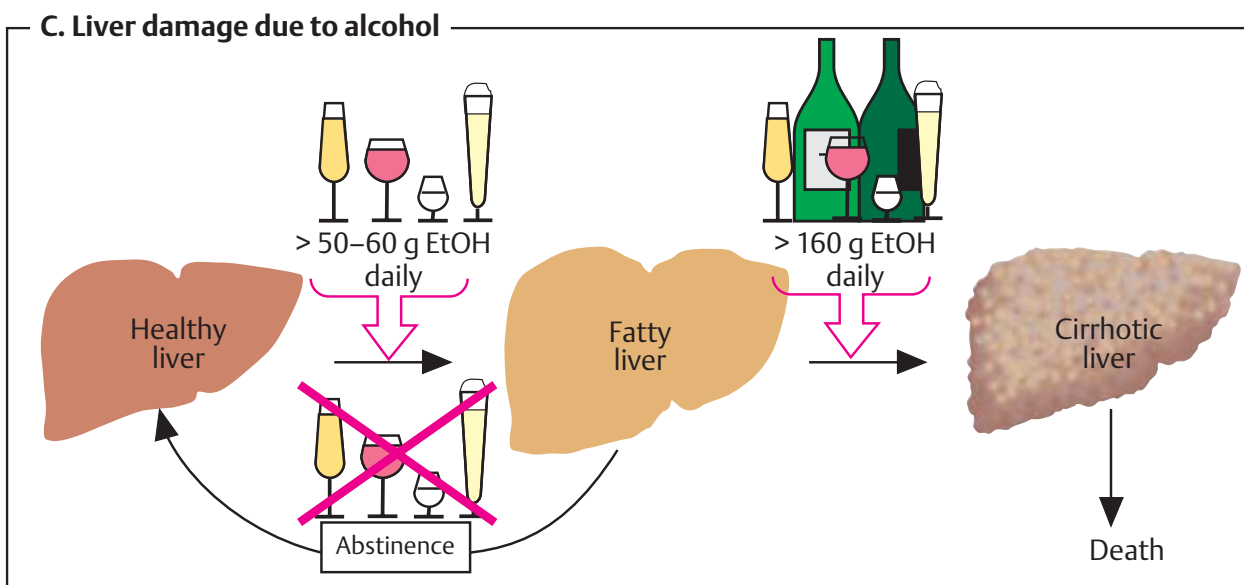 C. Liver damage due to alcohol
> 50–60 g EtOH
daily
> 160 g EtOH
daily
Healthy
liver
Fatty
liver
Cirrhotic
liver
Abstinence
Death